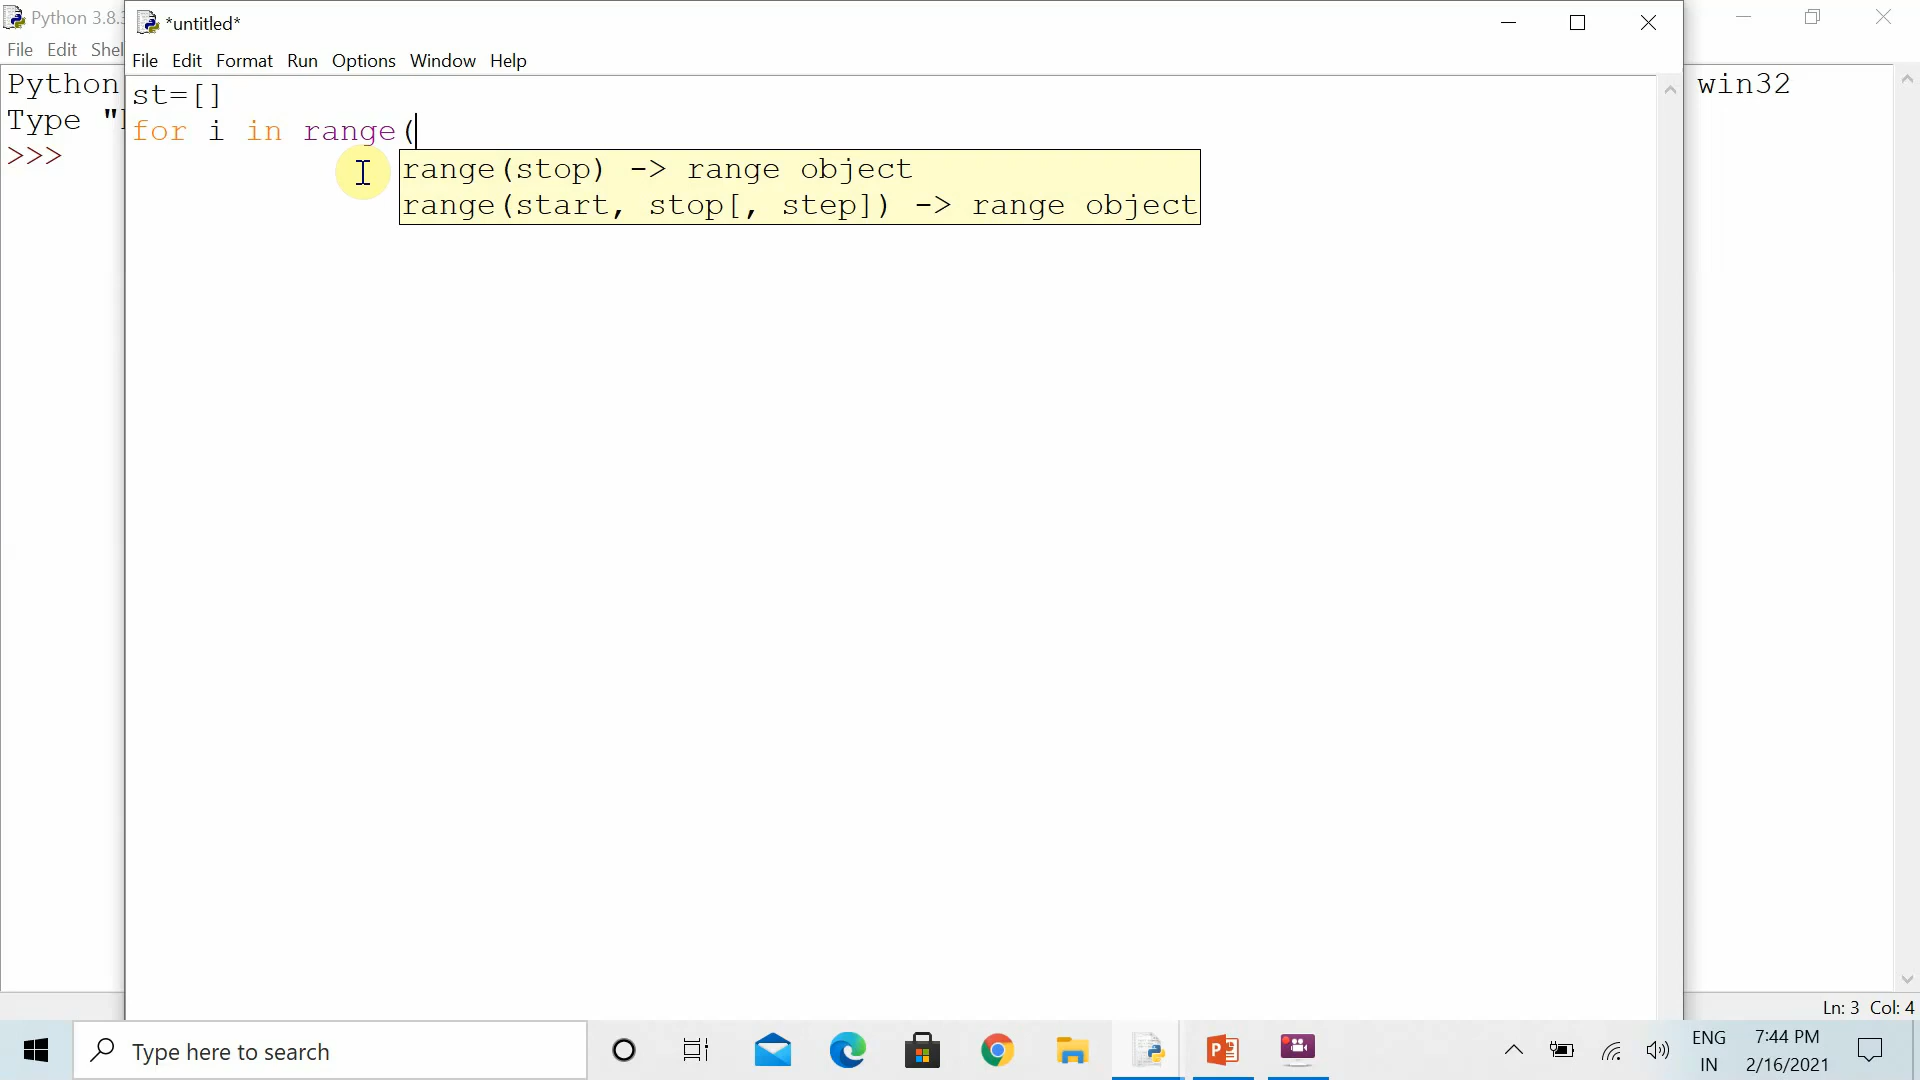 Python 3.8.3
File Edit Shel
Python
Type "
>>>
*untitled*
File Edit Format Run Options Window Help
st=[]
for i in range(
range(stop) -> range object
range(start, stop[, step]) -> range object
win32
Ln: 3 Col: 4
Type here to search
ENG
IN
7:44 PM
2/16/2021